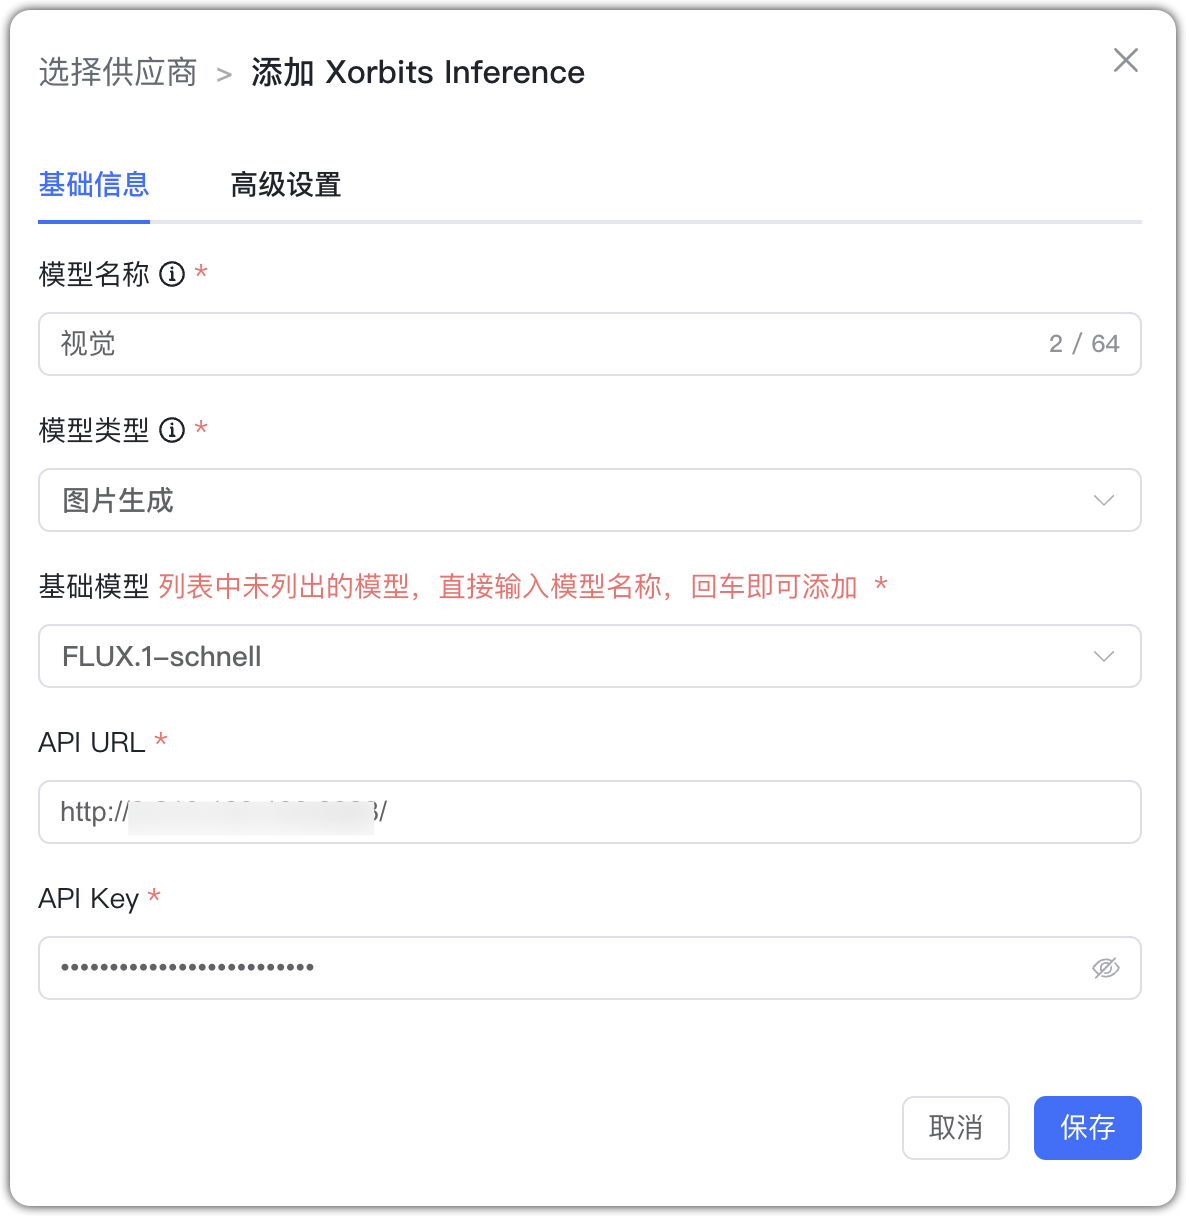 选择供应商 > 添加 Xorbits Inference
基础信息 高级设置
模型名称 *
视觉 2 / 64
模型类型 *
图片生成
基础模型 列表中未列出的模型，直接输入模型名称，回车即可添加 *
FLUX.1-schnell
API URL *
http:// /
API Key *
••••••••••••••••••••••••••
取消 保存